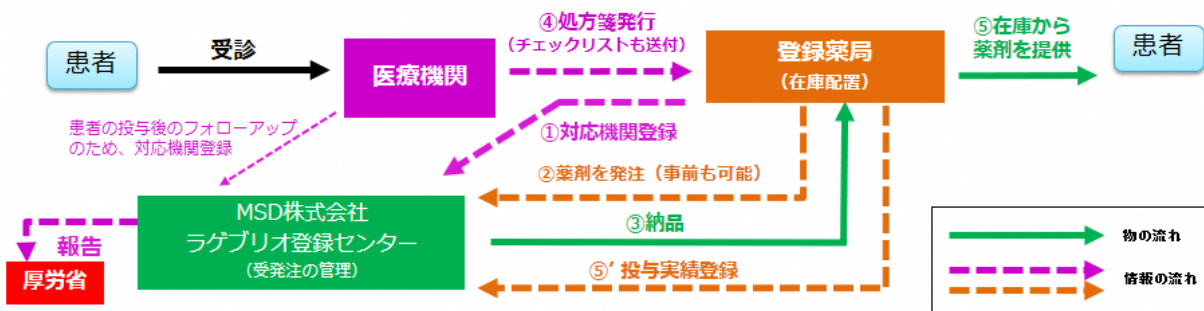 患者
受診
医療機関
④処方箋発行
(チェックリストも送付)
登録薬局
(在庫配置)
⑤在庫から
薬剤を提供
患者
患者の投与後のフォローアップ
のため、対応機関登録
①対応機関登録
②薬剤を発注(事前も可能)
MSD株式会社
ラゲブリオ登録センター
(受発注の管理)
③納品
⑤’投与実績登録
報告
厚労省
物の流れ
情報の流れ